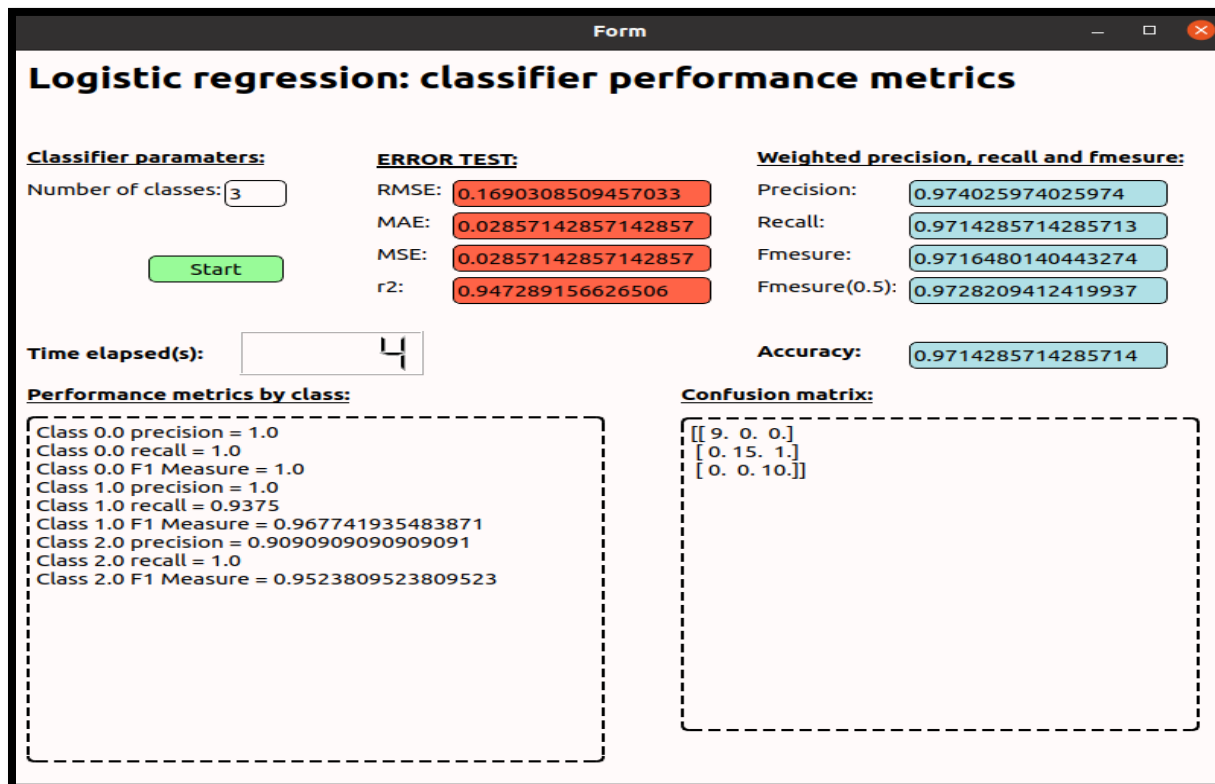 Form
Logistic regression: classifier performance metrics
Classifier paramaters:
Number of classes: 3
Start
Time elapsed(s): 4
ERROR TEST:
RMSE: 0.1690308509457033
MAE: 0.02857142857142857
MSE: 0.02857142857142857
r2: 0.947289156626506
Weighted precision, recall and fmesure:
Precision: 0.974025974025974
Recall: 0.9714285714285713
Fmesure: 0.9716480140443274
Fmesure(0.5): 0.9728209412419937
Accuracy: 0.9714285714285714
Performance metrics by class:
Class 0.0 precision = 1.0
Class 0.0 recall = 1.0
Class 0.0 F1 Measure = 1.0
Class 1.0 precision = 1.0
Class 1.0 recall = 0.9375
Class 1.0 F1 Measure = 0.967741935483871
Class 2.0 precision = 0.9090909090909091
Class 2.0 recall = 1.0
Class 2.0 F1 Measure = 0.9523809523809523
Confusion matrix:
[[ 9. 0. 0.]
[ 0. 15. 1.]
[ 0. 0. 10.]]